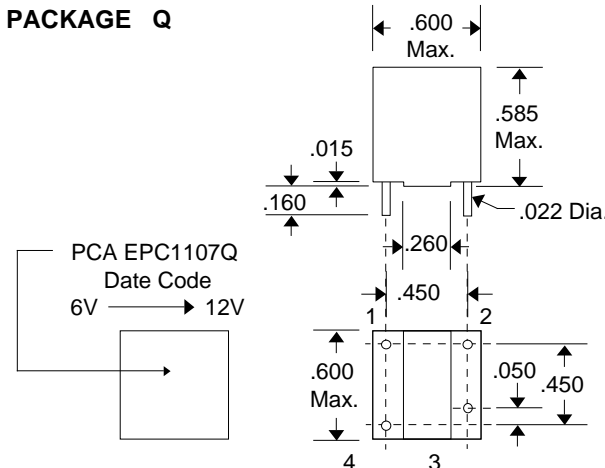 PACKAGE Q
.600
Max.
.585
Max.
.015
.160
.022 Dia.
.260
PCA EPC1107Q
Date Code
6V 12V
.450
1 2
.600
Max.
.050
.450
4 3